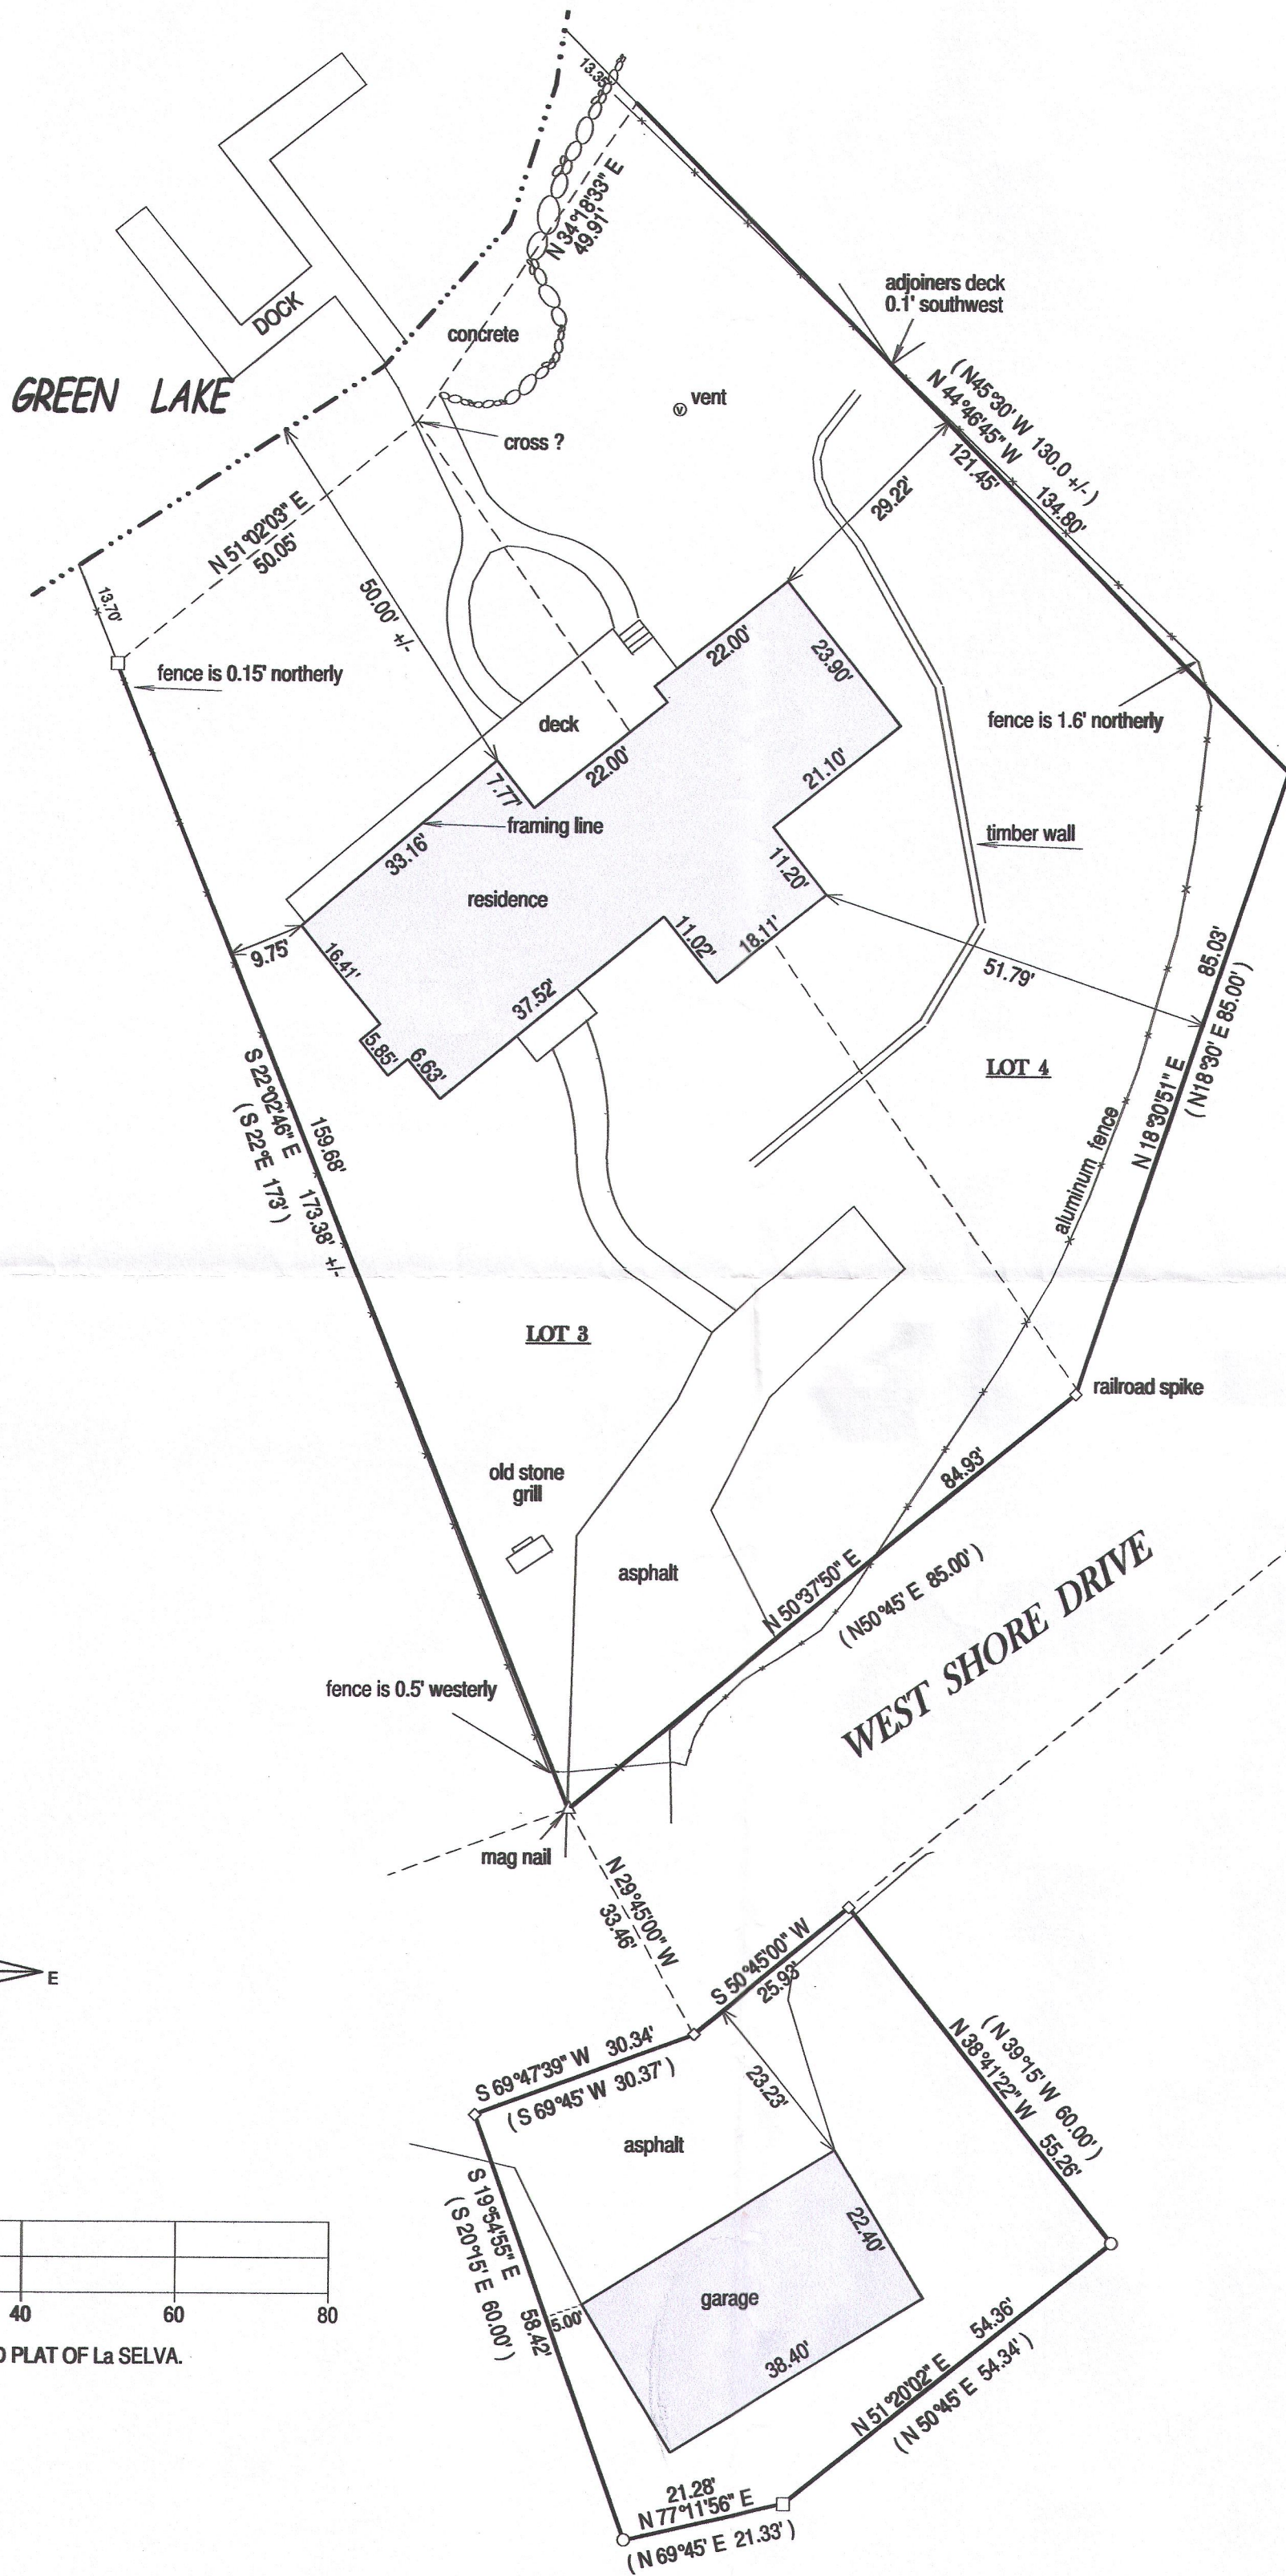 13.35'
N 34°18'33" E
49.91'
DOCK
concrete
GREEN LAKE
adjoiners deck
0.1' southwest
vent
V
cross ?
( N45°30' W 130.0 +/- )
N 44°46'45" W
134.80'
121.45'
29.22'
N 51°02'03" E
50.05'
50.00' +/-
13.70'
fence is 0.15' northerly
22.00'
23.90'
deck
22.00'
7.77'
fence is 1.6' northerly
21.10'
framing line
33.16'
timber wall
11.20'
residence
11.02'
18.11'
9.75'
16.41'
51.79'
85.03'
37.52'
5.85'
6.63'
N 18°30'51" E
( N18°30' E 85.00' )
LOT 4
S 22°02'46" E
159.68'
173.38' +/-
( S 22°E 173' )
aluminum fence
LOT 3
railroad spike
old stone
grill
84.93'
asphalt
N 50°37'50" E
( N50°45' E 85.00' )
WEST SHORE DRIVE
fence is 0.5' westerly
mag nail
N 29°45'00" W
33.46'
E
S 50°45'00" W
25.93'
S 69°47'39" W 30.34'
( S 69°45' W 30.37' )
( N 39°15' W 60.00' )
N 38°41'22" W 55.26'
23.23'
asphalt
S 19°54'55" E 58.42'
( S 20°15' E 60.00' )
22.40'
garage
5.00'
38.40'
40 60 80
PLAT OF La SELVA.
54.36'
N 51°20'02" E
( N 50°45' E 54.34' )
21.28'
N 77°11'56" E
( N 69°45' E 21.33' )